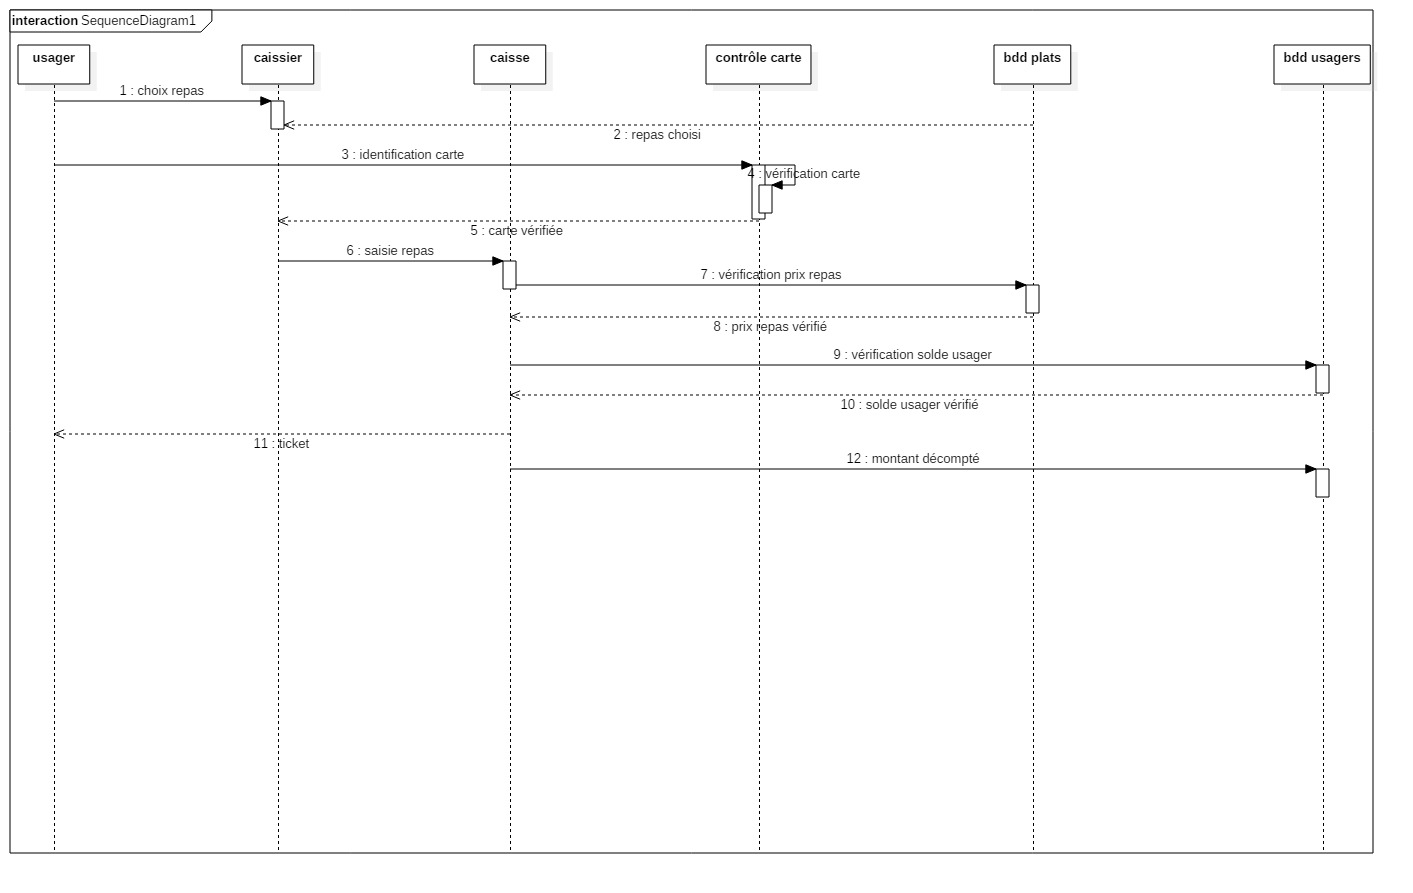 interaction SequenceDiagram1
usager
caissier
caisse
contrôle carte
bdd plats
bdd usagers
1 : choix repas
2 : repas choisi
3 : identification carte
4 : vérification carte
5 : carte vérifiée
6 : saisie repas
7 : vérification prix repas
8 : prix repas vérifié
9 : vérification solde usager
10 : solde usager vérifié
11 : ticket
12 : montant décompté